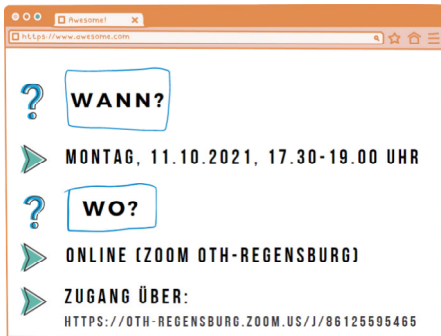 Awesome!
https://www.awesome.com
WANN?
MONTAG, 11.10.2021, 17.30-19.00 UHR
WO?
ONLINE (ZOOM OTH-REGENSBURG)
ZUGANG ÜBER:
HTTPS://OTH-REGENSBURG.ZOOM.US/J/86125595465